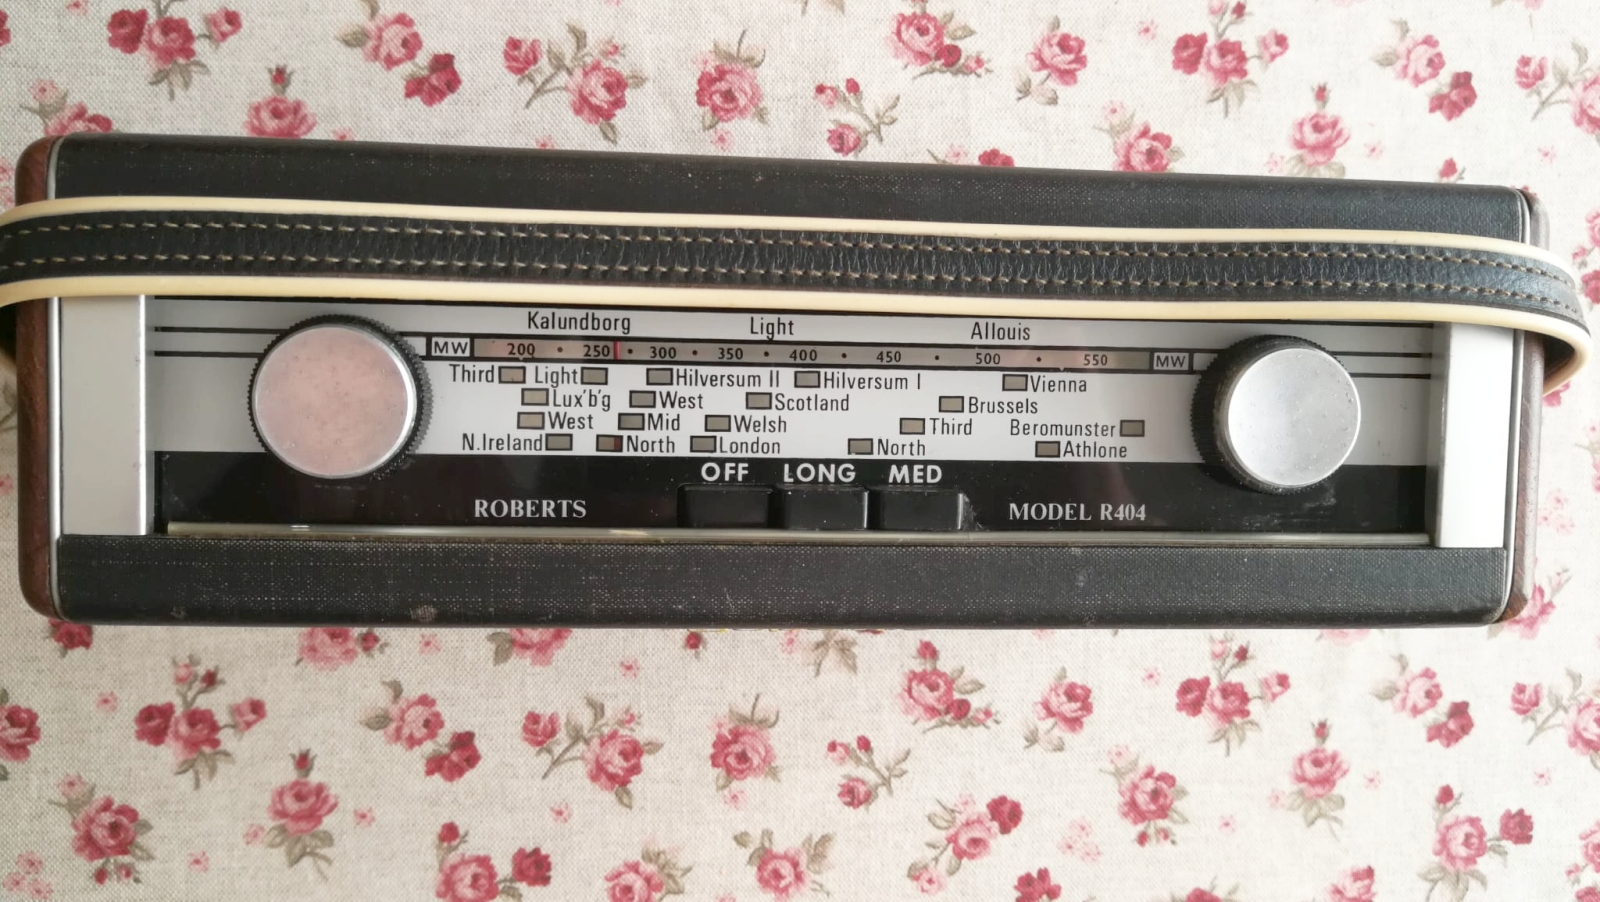 Kalundborg Light Allouis
MW 200 • 250 • 300 • 350 • 400 • 450 • 500 • 550 MW
Third Light Hilversum II Hilversum I Vienna
Lux'b'g West Scotland Brussels
West Mid Welsh Third Beromunster
N.Ireland North London North Athlone
OFF LONG MED
ROBERTS MODEL R404